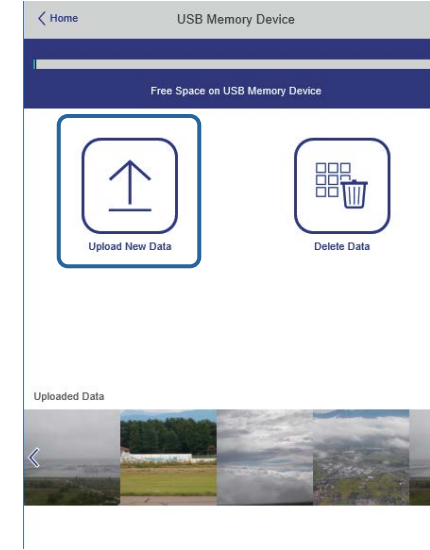 Home
USB Memory Device
Free Space on USB Memory Device
Upload New Data
Delete Data
Uploaded Data